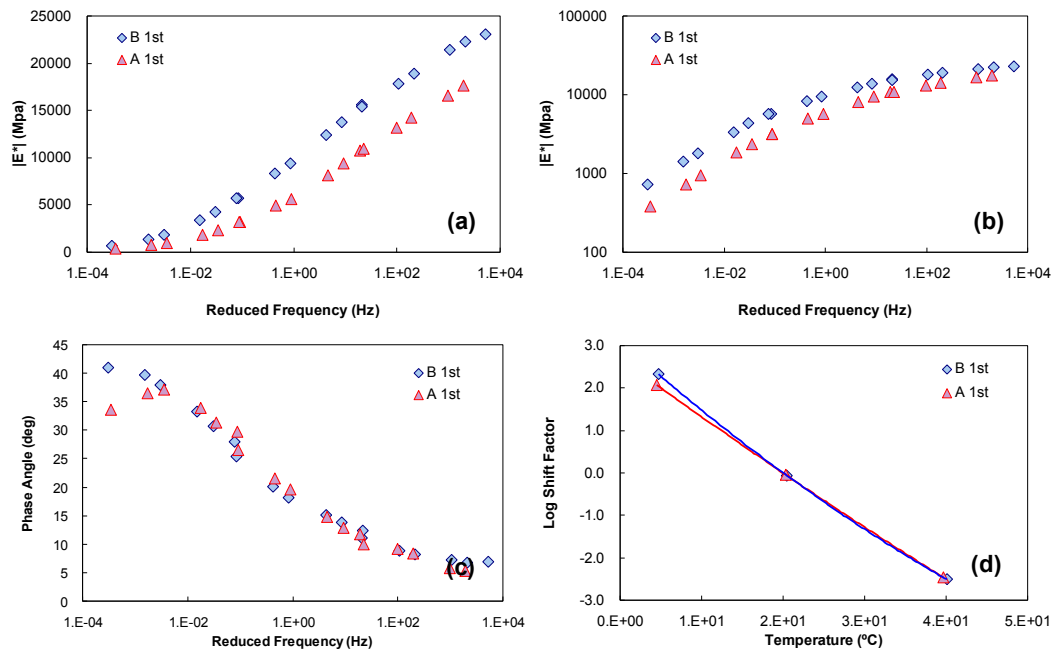 25000
20000
15000
10000
5000
0
|E*| (Mpa)
B 1st
A 1st
(a)
1.E-04 1.E-02 1.E+00 1.E+02 1.E+04
Reduced Frequency (Hz)
100000
10000
1000
100
|E*| (Mpa)
B 1st
A 1st
(b)
1.E-04 1.E-02 1.E+00 1.E+02 1.E+04
Reduced Frequency (Hz)
45
40
35
30
25
20
15
10
5
0
Phase Angle (deg)
B 1st
A 1st
(c)
1.E-04 1.E-02 1.E+00 1.E+02 1.E+04
Reduced Frequency (Hz)
3.0
2.0
1.0
0.0
-1.0
-2.0
-3.0
Log Shift Factor
B 1st
A 1st
(d)
0.E+00 1.E+01 2.E+01 3.E+01 4.E+01 5.E+01
Temperature (ºC)